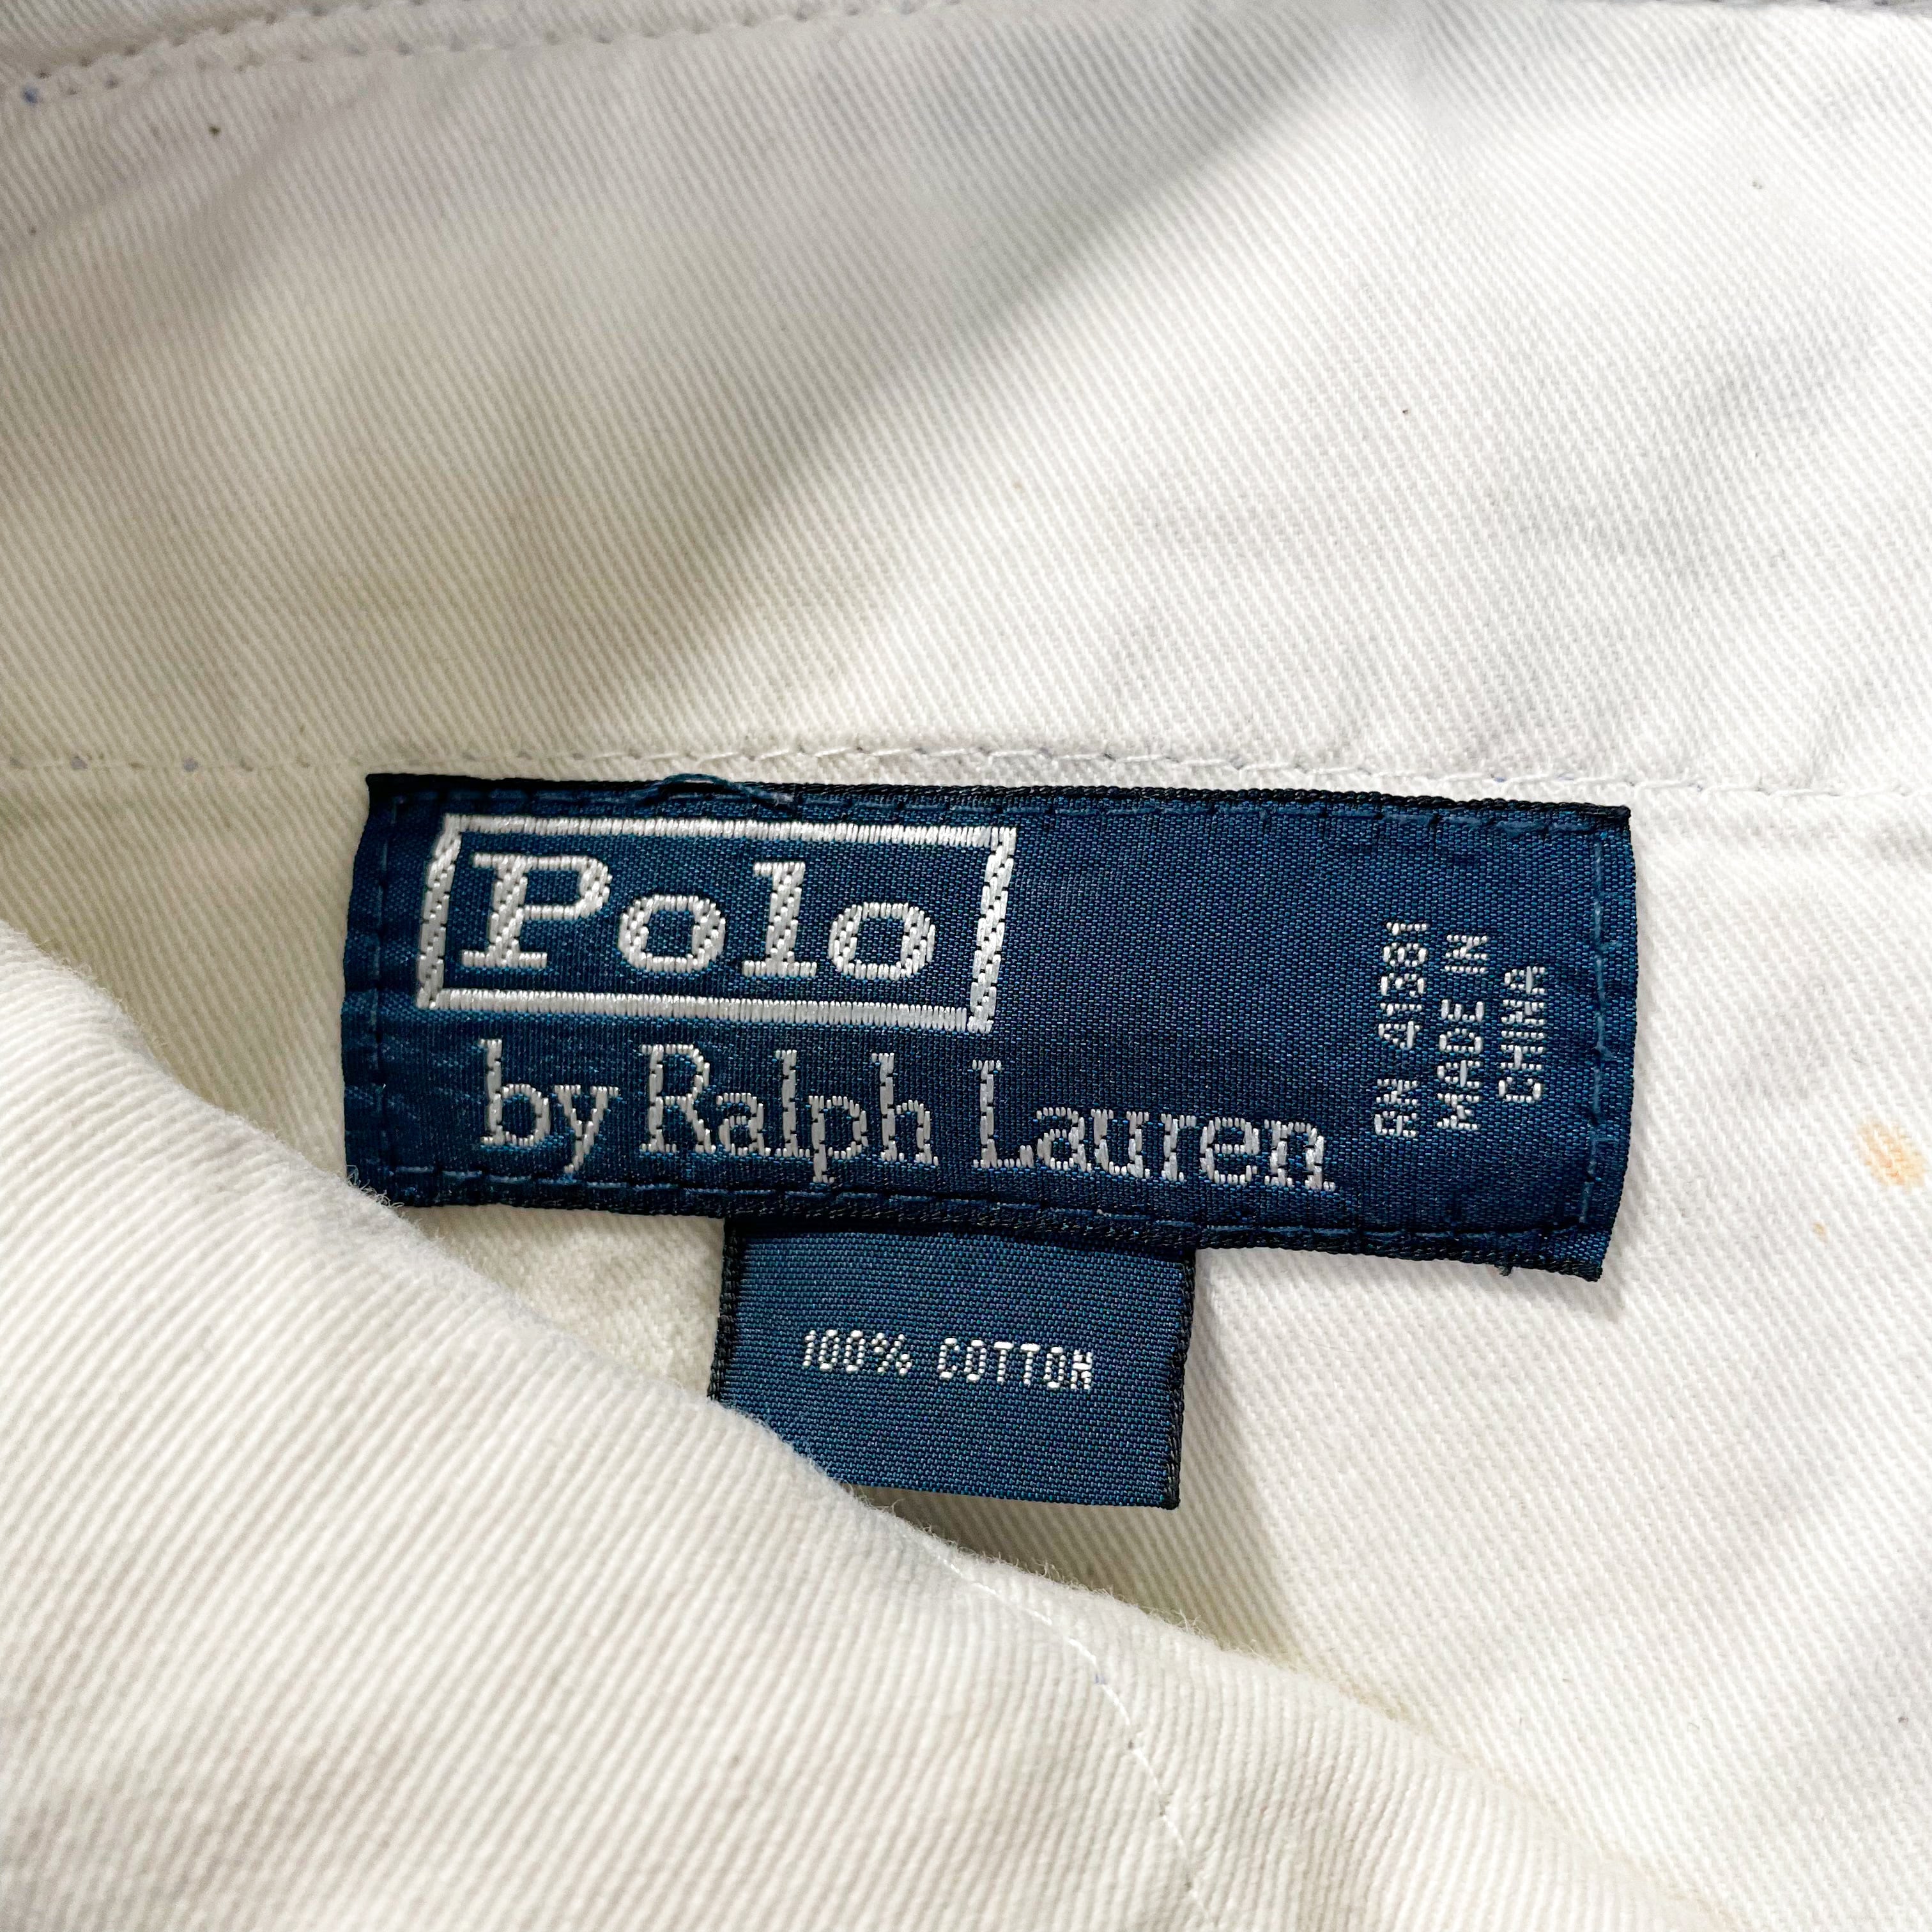 Polo
by Ralph Lauren
RN 41381
MADE IN
CHINA
100% COTTON